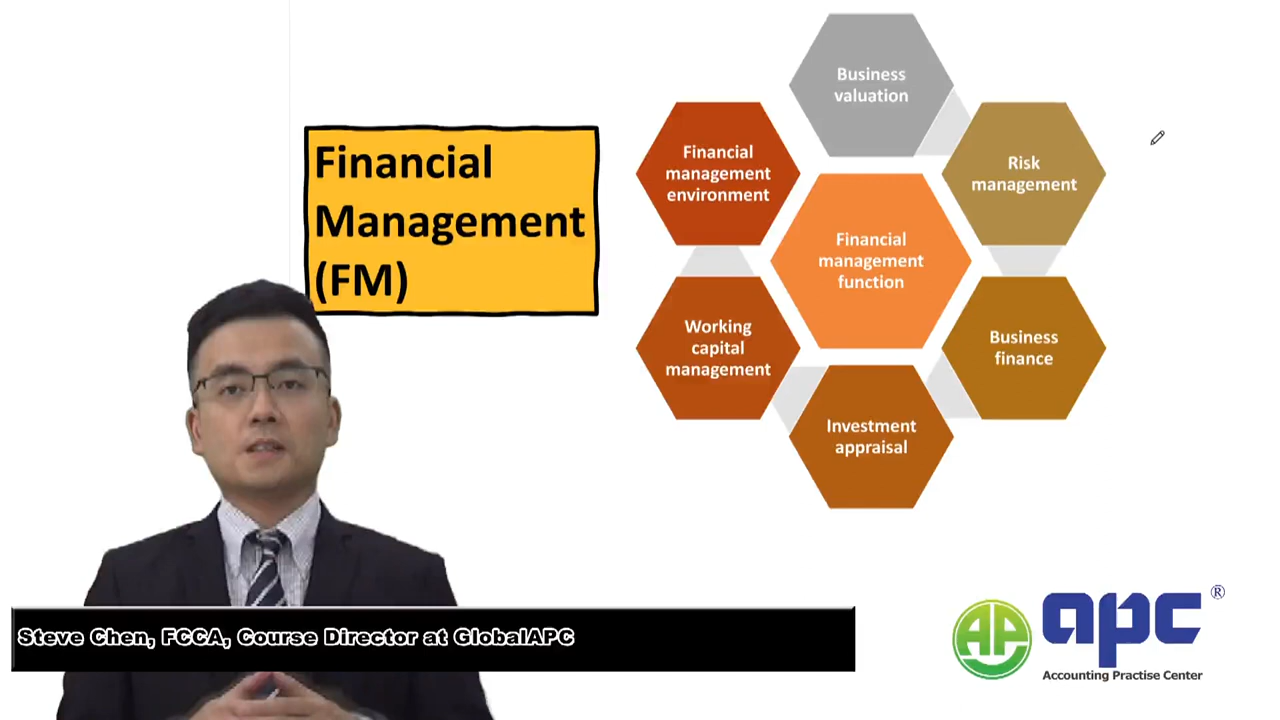 Financial
Management
(FM)
Business
valuation
Financial
management
environment
Risk
management
Financial
management
function
Working
capital
management
Business
finance
Investment
appraisal
Steve Chen, FCCA, Course Director at GlobalAPC
AP
apc®
Accounting Practise Center